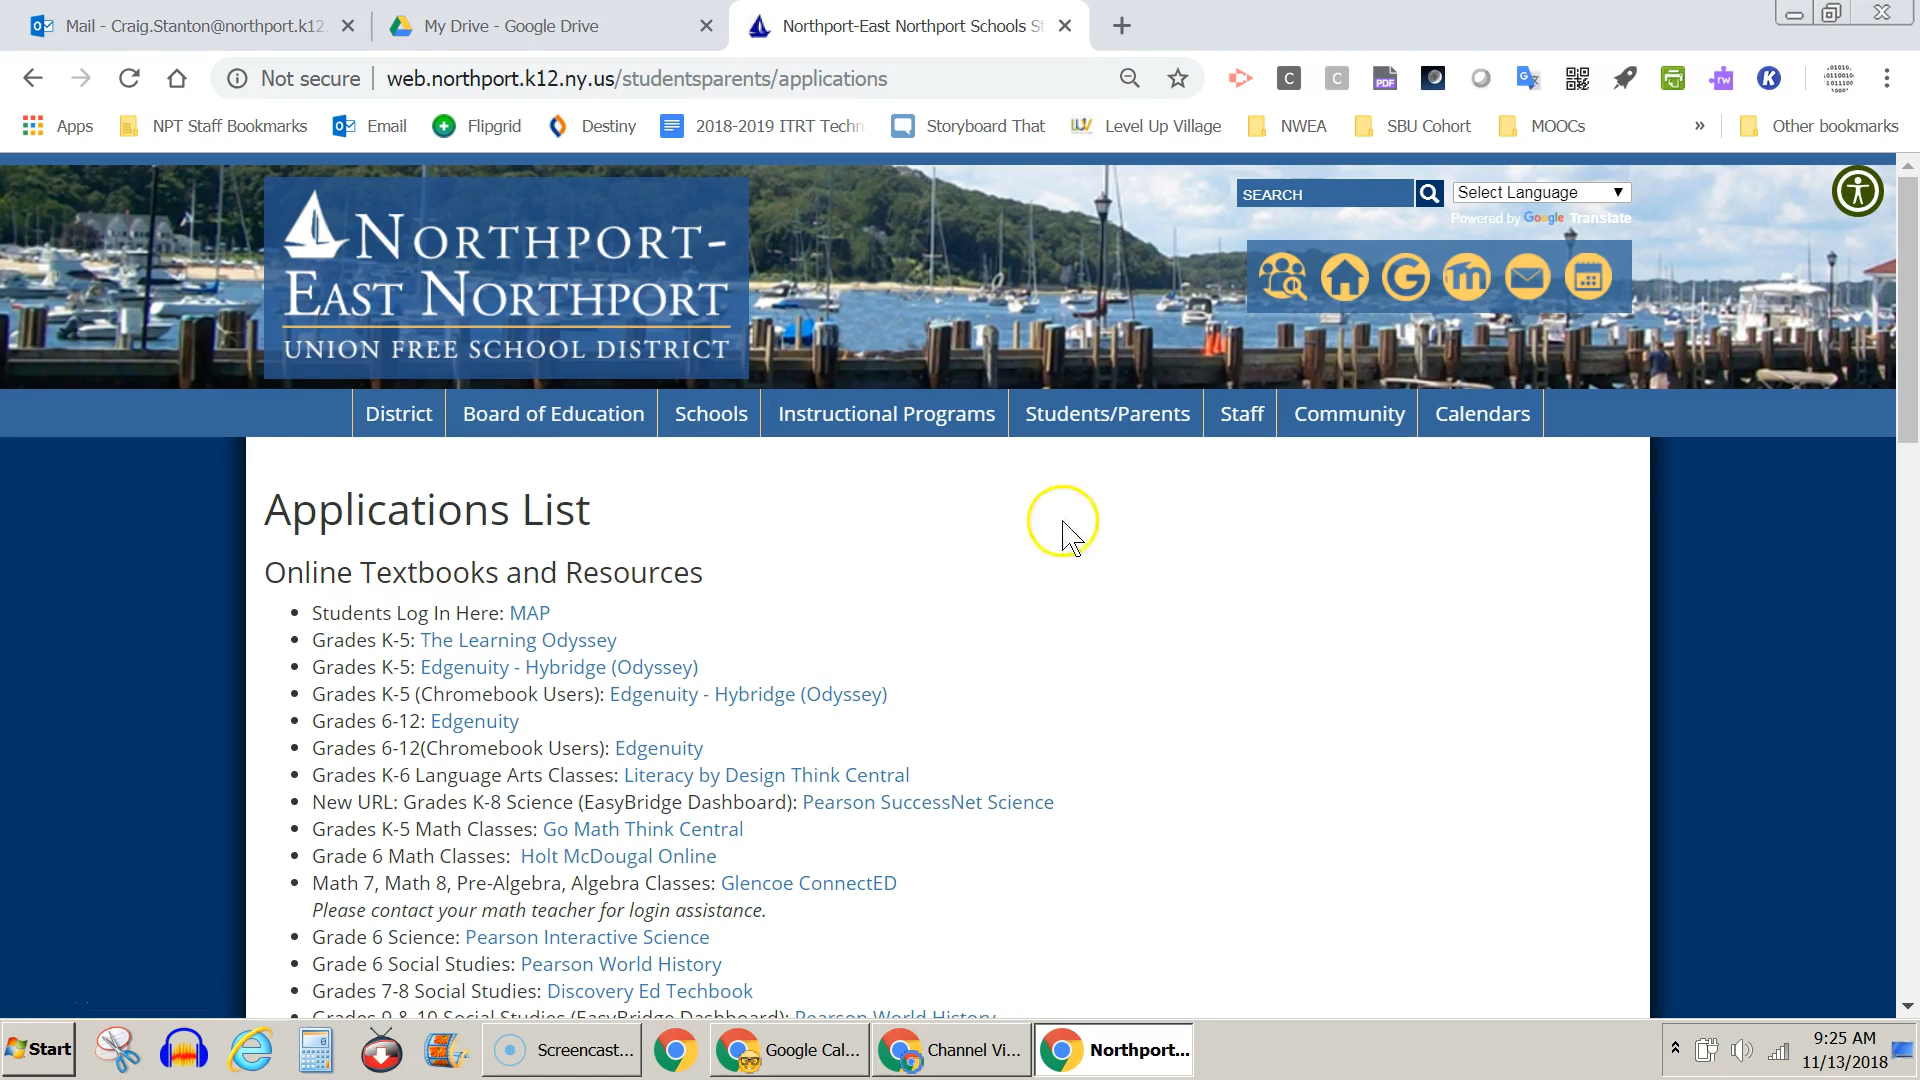 Mail - Craig.Stanton@northport.k12.
My Drive - Google Drive
Northport-East Northport Schools St
Not secure
web.northport.k12.ny.us/studentsparents/applications
Apps
NPT Staff Bookmarks
Email
Flipgrid
Destiny
2018-2019 ITRT Techn
Storyboard That
Level Up Village
NWEA
SBU Cohort
MOOCs
»
Other bookmarks
NORTHPORT-
EAST NORTHPORT
UNION FREE SCHOOL DISTRICT
SEARCH
Select Language
Powered by Google Translate
District
Board of Education
Schools
Instructional Programs
Students/Parents
Staff
Community
Calendars
Applications List
Online Textbooks and Resources
Students Log In Here: MAP
Grades K-5: The Learning Odyssey
Grades K-5: Edgenuity - Hybridge (Odyssey)
Grades K-5 (Chromebook Users): Edgenuity - Hybridge (Odyssey)
Grades 6-12: Edgenuity
Grades 6-12(Chromebook Users): Edgenuity
Grades K-6 Language Arts Classes: Literacy by Design Think Central
New URL: Grades K-8 Science (EasyBridge Dashboard): Pearson SuccessNet Science
Grades K-5 Math Classes: Go Math Think Central
Grade 6 Math Classes: Holt McDougal Online
Math 7, Math 8, Pre-Algebra, Algebra Classes: Glencoe ConnectED
Please contact your math teacher for login assistance.
Grade 6 Science: Pearson Interactive Science
Grade 6 Social Studies: Pearson World History
Grades 7-8 Social Studies: Discovery Ed Techbook
Grades 9 & 10 Social Studies (EasyBridge Dashboard): Pearson World History
Start
Screencast...
Google Cal...
Channel Vi...
Northport...
9:25 AM
11/13/2018